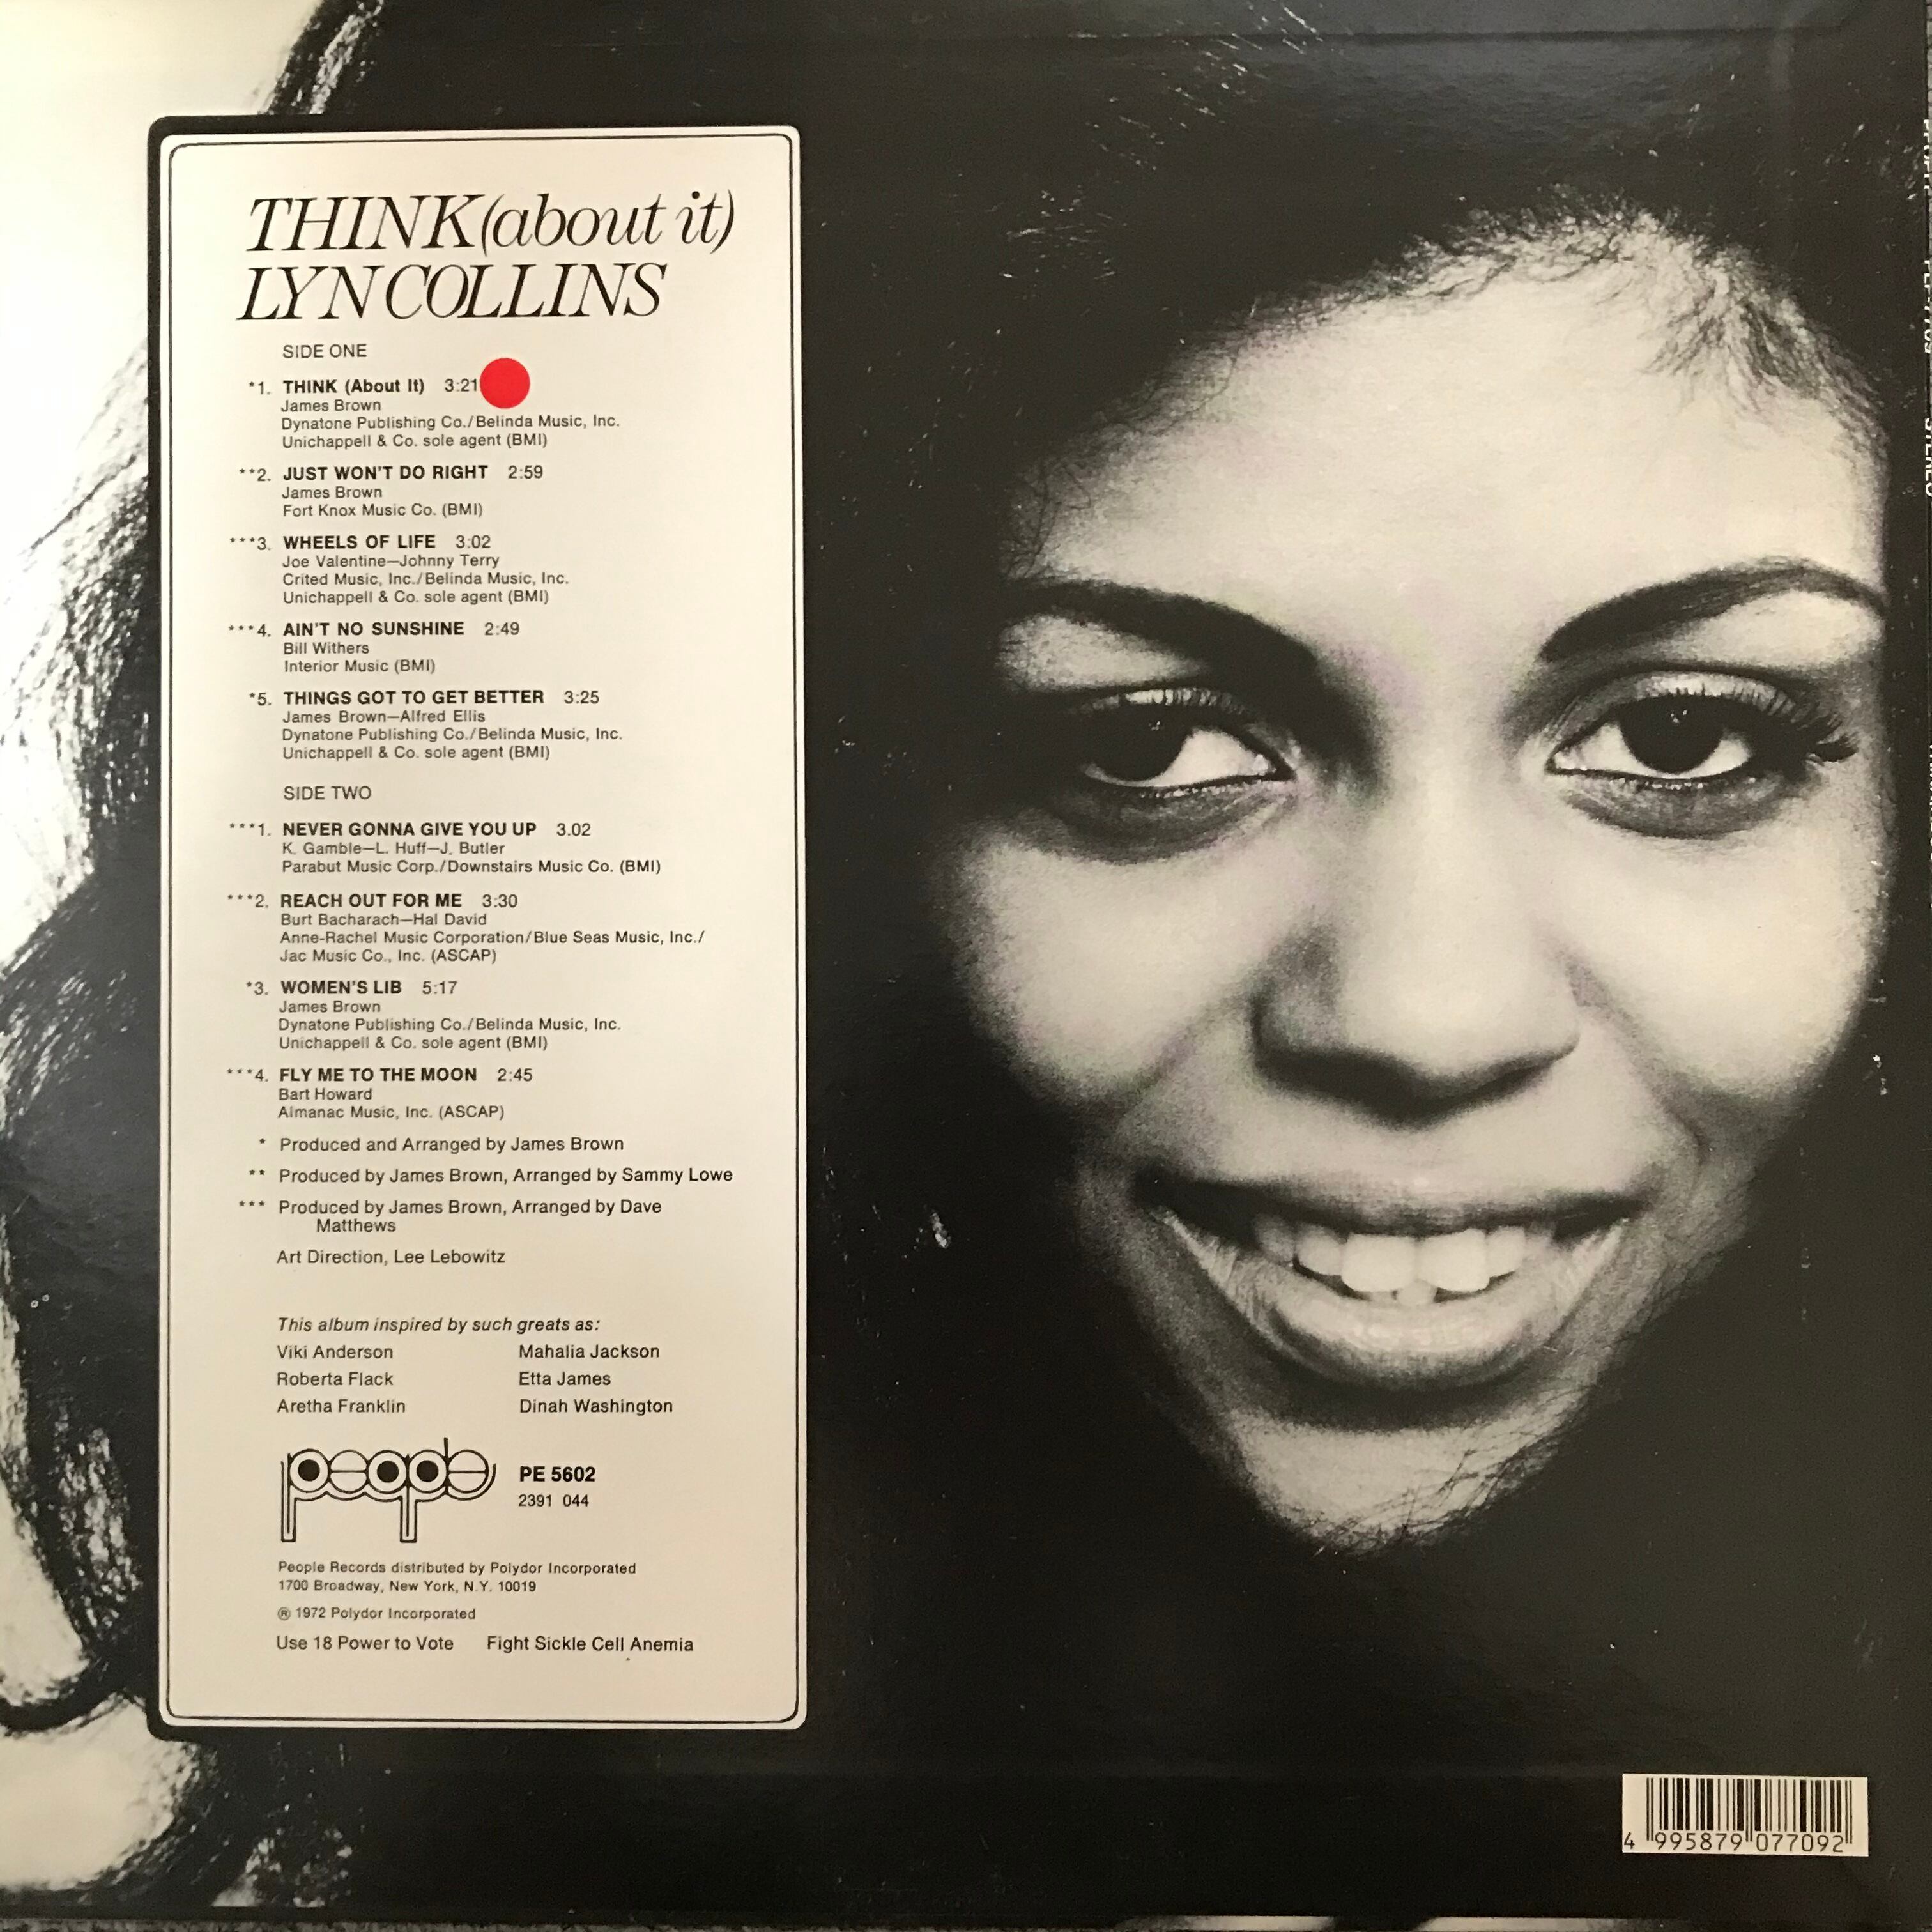 THINK (about it)
LYN COLLINS
SIDE ONE
*1. THINK (About It) 3:21
James Brown
Dynatone Publishing Co./Belinda Music, Inc.
Unichappell & Co. sole agent (BMI)
**2. JUST WON'T DO RIGHT 2:59
James Brown
Fort Knox Music Co. (BMI)
***3. WHEELS OF LIFE 3:02
Joe Valentine—Johnny Terry
Crited Music, Inc./Belinda Music, Inc.
Unichappell & Co. sole agent (BMI)
***4. AIN'T NO SUNSHINE 2:49
Bill Withers
Interior Music (BMI)
*5. THINGS GOT TO GET BETTER 3:25
James Brown—Alfred Ellis
Dynatone Publishing Co./Belinda Music, Inc.
Unichappell & Co. sole agent (BMI)
SIDE TWO
***1. NEVER GONNA GIVE YOU UP 3.02
K. Gamble—L. Huff—J. Butler
Parabut Music Corp./Downstairs Music Co. (BMI)
***2. REACH OUT FOR ME 3:30
Burt Bacharach—Hal David
Anne-Rachel Music Corporation/Blue Seas Music, Inc./
Jac Music Co., Inc. (ASCAP)
*3. WOMEN'S LIB 5:17
James Brown
Dynatone Publishing Co./Belinda Music, Inc.
Unichappell & Co. sole agent (BMI)
***4. FLY ME TO THE MOON 2:45
Bart Howard
Almanac Music, Inc. (ASCAP)
* Produced and Arranged by James Brown
** Produced by James Brown, Arranged by Sammy Lowe
*** Produced by James Brown, Arranged by Dave
Matthews
Art Direction, Lee Lebowitz
This album inspired by such greats as:
Viki Anderson Mahalia Jackson
Roberta Flack Etta James
Aretha Franklin Dinah Washington
people PE 5602
2391 044
People Records distributed by Polydor Incorporated
1700 Broadway, New York, N.Y. 10019
℗ 1972 Polydor Incorporated
Use 18 Power to Vote Fight Sickle Cell Anemia
4 995879 077092